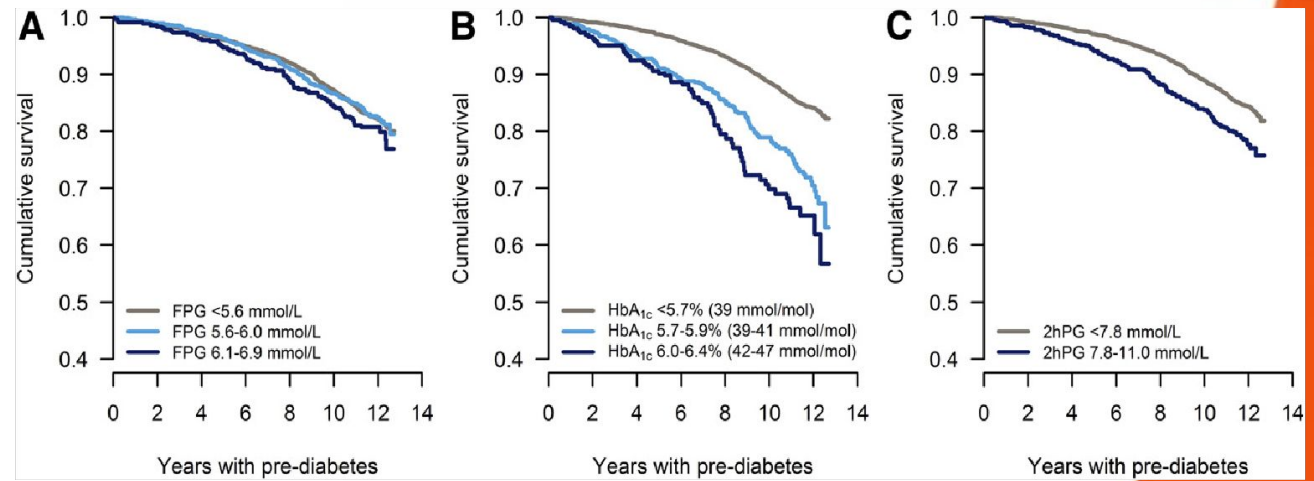 A
Cumulative survival
1.0
0.9
0.8
0.7
0.6
0.5
0.4
FPG <5.6 mmol/L
FPG 5.6-6.0 mmol/L
FPG 6.1-6.9 mmol/L
0 2 4 6 8 10 12 14
Years with pre-diabetes
B
Cumulative survival
1.0
0.9
0.8
0.7
0.6
0.5
0.4
HbA1c <5.7% (39 mmol/mol)
HbA1c 5.7-5.9% (39-41 mmol/mol)
HbA1c 6.0-6.4% (42-47 mmol/mol)
0 2 4 6 8 10 12 14
Years with pre-diabetes
C
Cumulative survival
1.0
0.9
0.8
0.7
0.6
0.5
0.4
2hPG <7.8 mmol/L
2hPG 7.8-11.0 mmol/L
0 2 4 6 8 10 12 14
Years with pre-diabetes